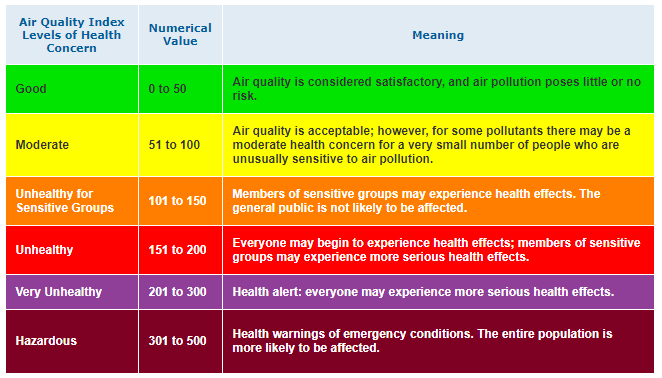 Air Quality Index
Levels of Health
Concern
Numerical
Value
Meaning
Good
0 to 50
Air quality is considered satisfactory, and air pollution poses little or no
risk.
Moderate
51 to 100
Air quality is acceptable; however, for some pollutants there may be a
moderate health concern for a very small number of people who are
unusually sensitive to air pollution.
Unhealthy for
Sensitive Groups
101 to 150
Members of sensitive groups may experience health effects. The
general public is not likely to be affected.
Unhealthy
151 to 200
Everyone may begin to experience health effects; members of sensitive
groups may experience more serious health effects.
Very Unhealthy
201 to 300
Health alert: everyone may experience more serious health effects.
Hazardous
301 to 500
Health warnings of emergency conditions. The entire population is
more likely to be affected.